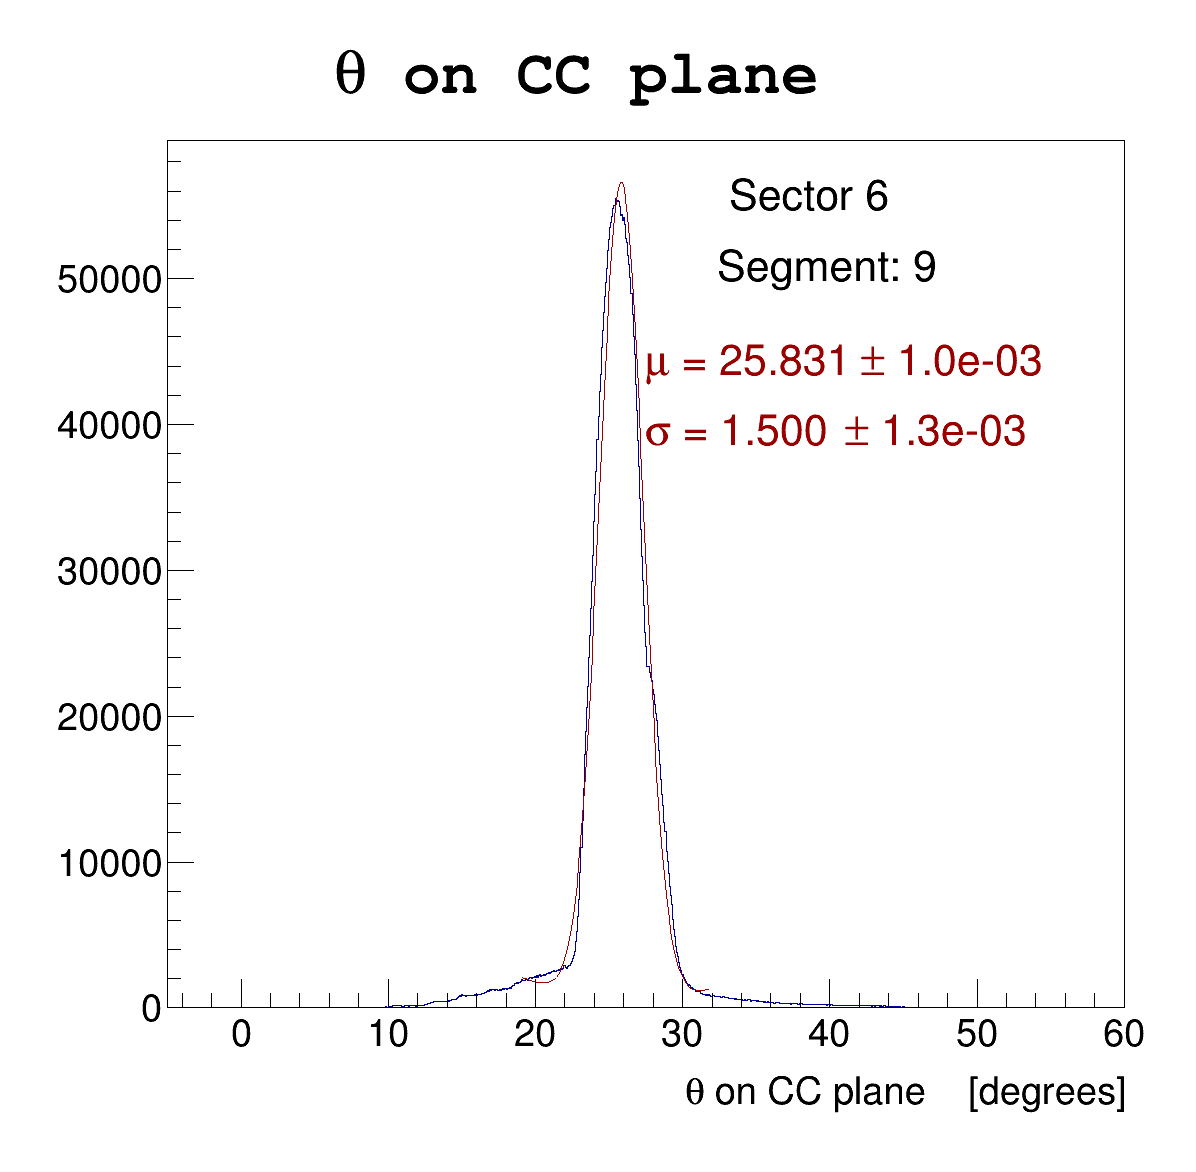 θ on CC plane
Sector 6
Segment: 9
μ = 25.831 ± 1.0e-03
σ = 1.500 ± 1.3e-03
50000
40000
30000
20000
10000
0
0 10 20 30 40 50 60
θ on CC plane [degrees]